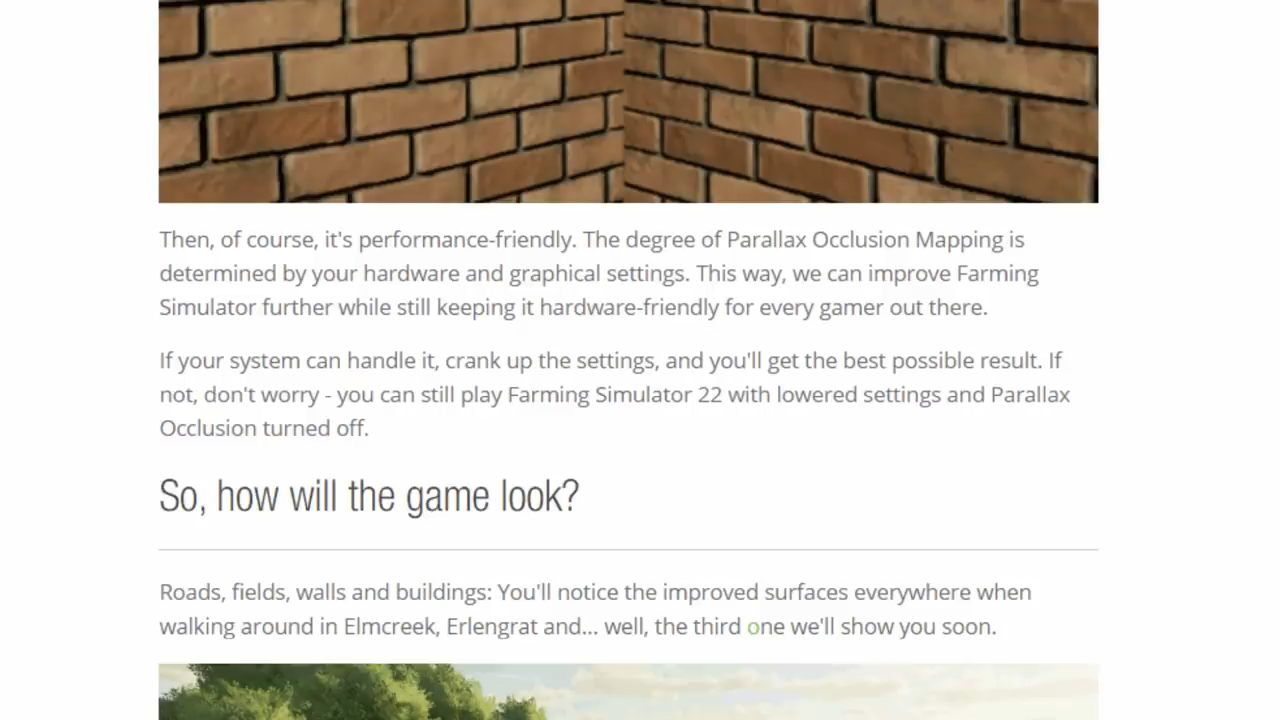 Then, of course, it's performance-friendly. The degree of Parallax Occlusion Mapping is
determined by your hardware and graphical settings. This way, we can improve Farming
Simulator further while still keeping it hardware-friendly for every gamer out there.
If your system can handle it, crank up the settings, and you'll get the best possible result. If
not, don't worry - you can still play Farming Simulator 22 with lowered settings and Parallax
Occlusion turned off.
So, how will the game look?
Roads, fields, walls and buildings: You'll notice the improved surfaces everywhere when
walking around in Elmcreek, Erlengrat and... well, the third one we'll show you soon.